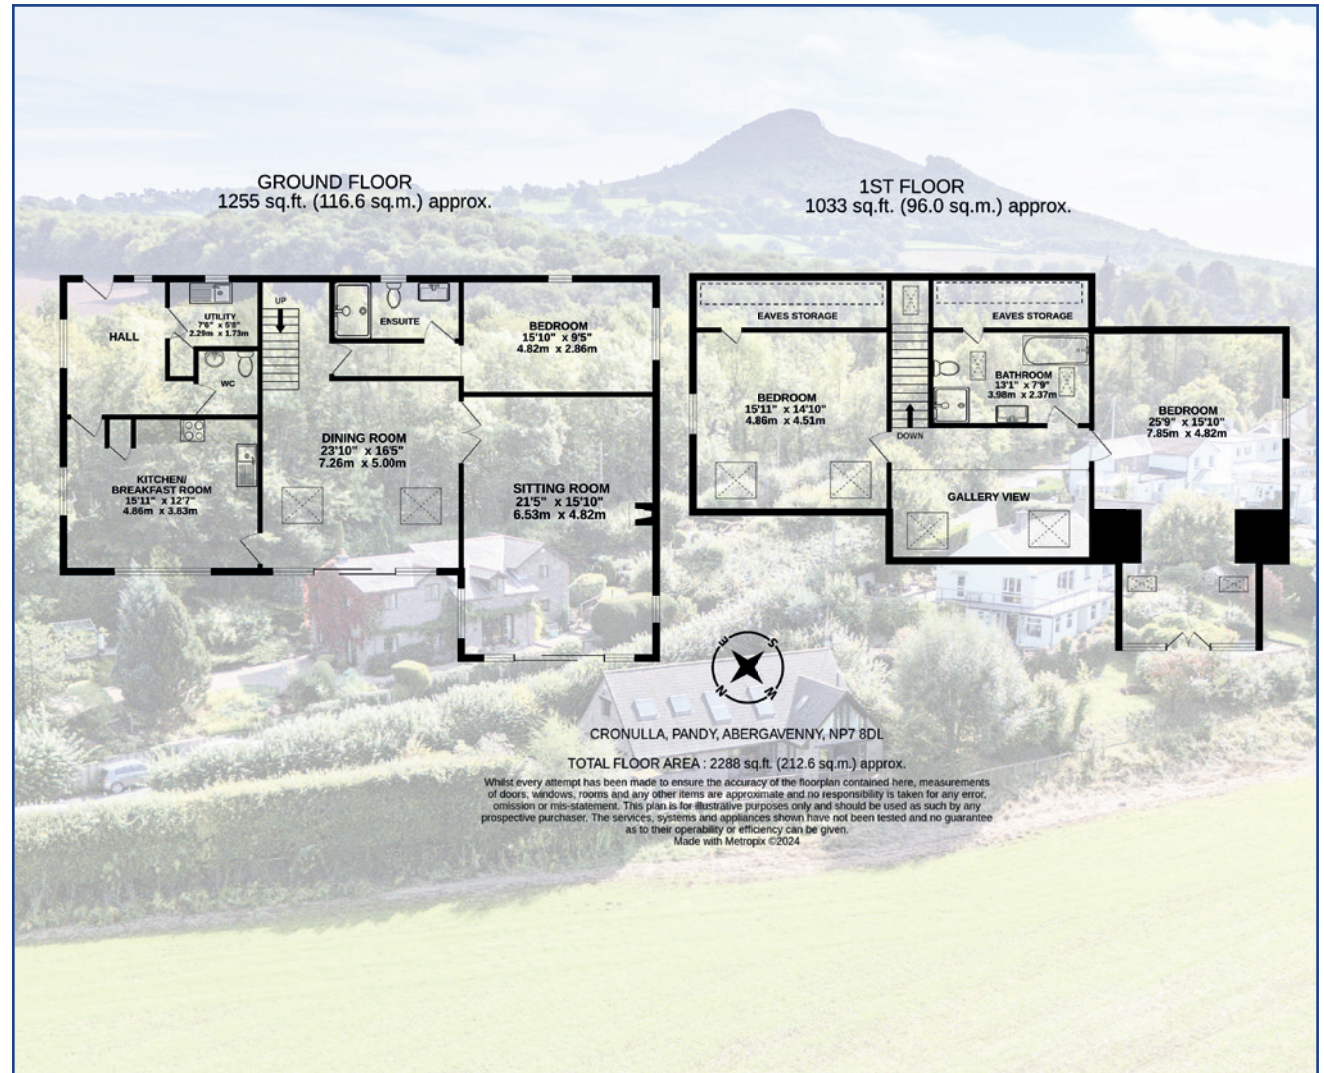 GROUND FLOOR
1255 sq.ft. (116.6 sq.m.) approx.
HALL
UTILITY
7'6" x 5'8"
2.29m x 1.73m
WC
UP
ENSUITE
BEDROOM
15'10" x 9'5"
4.82m x 2.86m
DINING ROOM
23'10" x 16'5"
7.26m x 5.00m
KITCHEN/
BREAKFAST ROOM
15'11" x 12'7"
4.86m x 3.83m
SITTING ROOM
21'5" x 15'10"
6.53m x 4.82m
1ST FLOOR
1033 sq.ft. (96.0 sq.m.) approx.
EAVES STORAGE
EAVES STORAGE
BEDROOM
15'11" x 14'10"
4.86m x 4.51m
DOWN
BATHROOM
13'1" x 7'9"
3.98m x 2.37m
BEDROOM
25'9" x 15'10"
7.85m x 4.82m
GALLERY VIEW
E
S
N
W
CRONULLA, PANDY, ABERGAVENNY, NP7 8DL
TOTAL FLOOR AREA : 2288 sq.ft. (212.6 sq.m.) approx.
Whilst every attempt has been made to ensure the accuracy of the floorplan contained here, measurements
of doors, windows, rooms and any other items are approximate and no responsibility is taken for any error,
omission or mis-statement. This plan is for illustrative purposes only and should be used as such by any
prospective purchaser. The services, systems and appliances shown have not been tested and no guarantee
as to their operability or efficiency can be given.
Made with Metropix ©2024